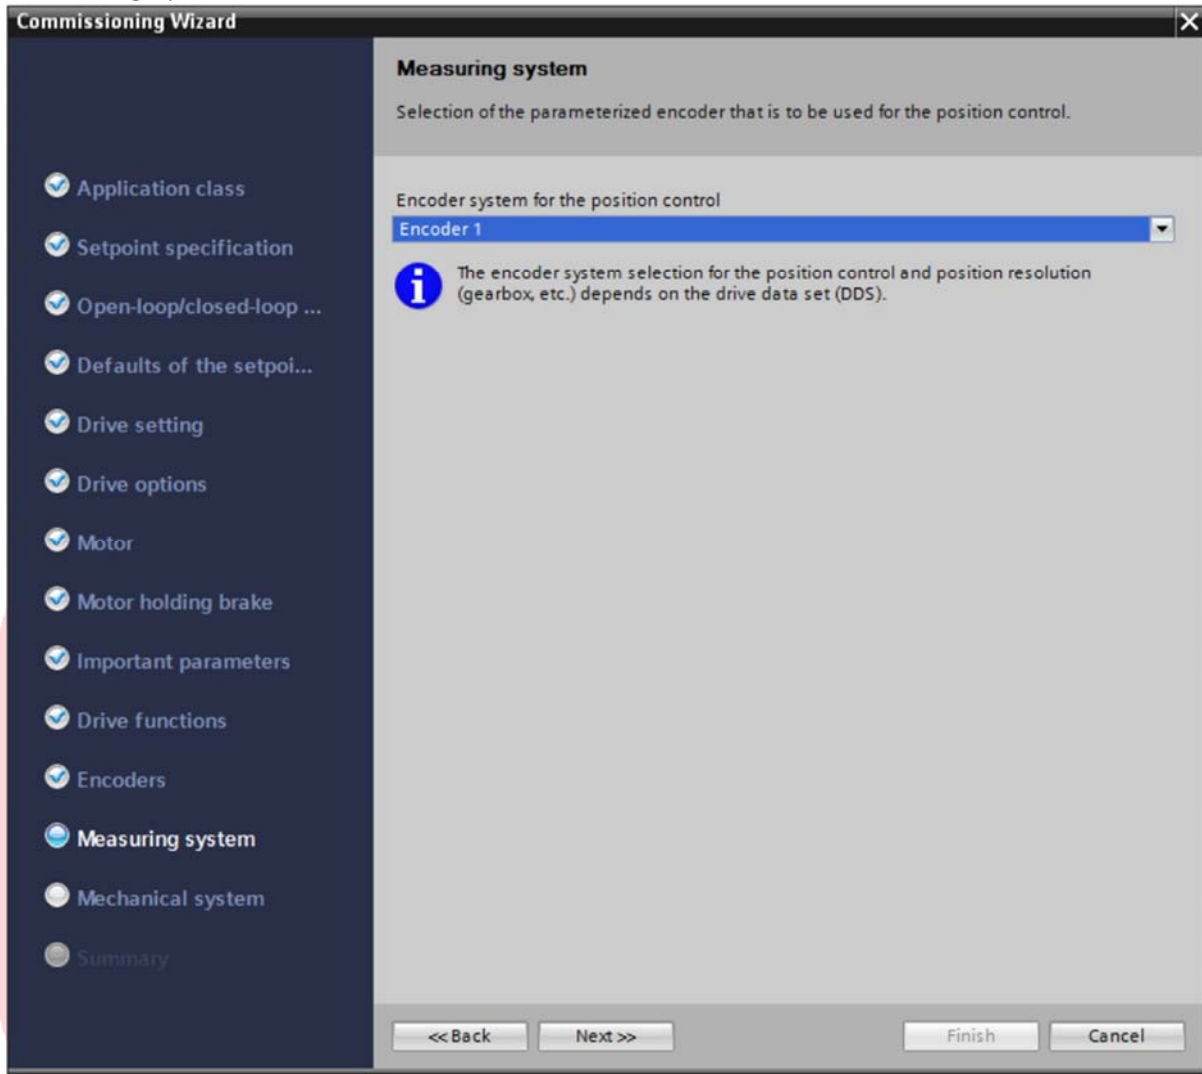 Commissioning Wizard
Measuring system
Selection of the parameterized encoder that is to be used for the position control.
Application class
Setpoint specification
Open-loop/closed-loop ...
Defaults of the setpoi...
Drive setting
Drive options
Motor
Motor holding brake
Important parameters
Drive functions
Encoders
Measuring system
Mechanical system
Summary
Encoder system for the position control
Encoder 1
The encoder system selection for the position control and position resolution
(gearbox, etc.) depends on the drive data set (DDS).
<<Back
Next>>
Finish
Cancel